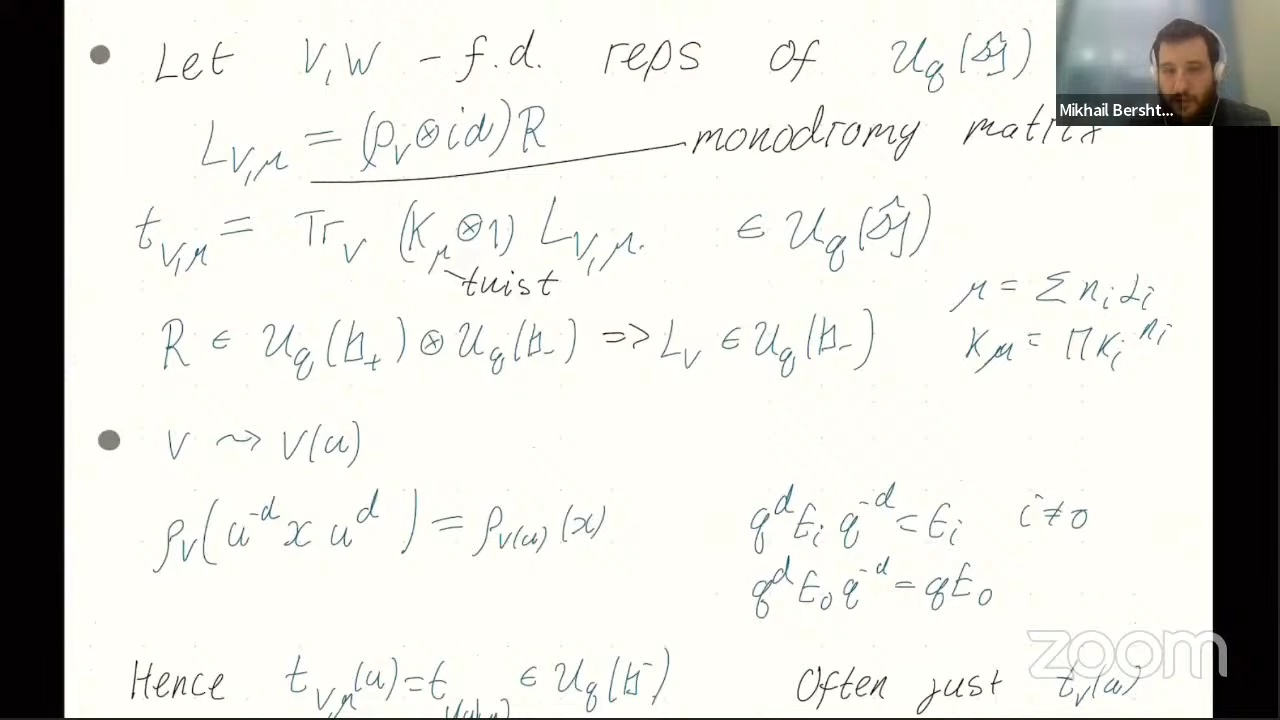 • Let V, W – f.d. reps of U_q(ĝ)
L_{V,μ} = (ρ_V ⊗ id) R — monodromy matrix
t_{V,μ} = Tr_V (K_μ ⊗ 1) L_{V,μ}. ∈ U_q(ĝ)
twist
μ = Σ n_i α_i
R ∈ U_q(b_+) ⊗ U_q(b_-) => L_V ∈ U_q(b_-)
K_μ = Π K_i^{n_i}
• V ⇝ V(u)
ρ_V(u^{-d} x u^d) = ρ_{V(u)}(x)
q^d E_i q^{-d} = E_i i ≠ 0
q^d E_0 q^{-d} = q E_0
Hence t_{V,μ}(u) = t_{V(u),μ} ∈ U_q(b^-) Often just t_V(u)
Mikhail Bersht...
zoom